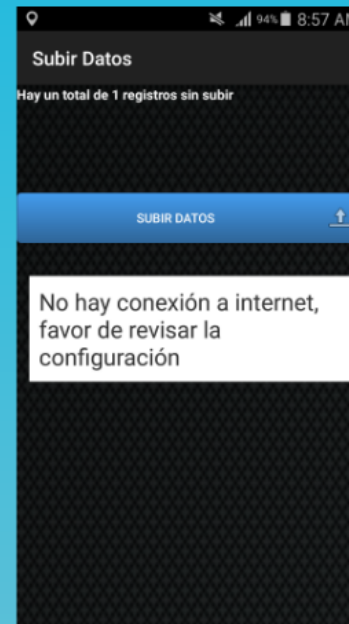 94% 8:57 AM
Subir Datos
Hay un total de 1 registros sin subir
SUBIR DATOS
No hay conexión a internet,
favor de revisar la
configuración